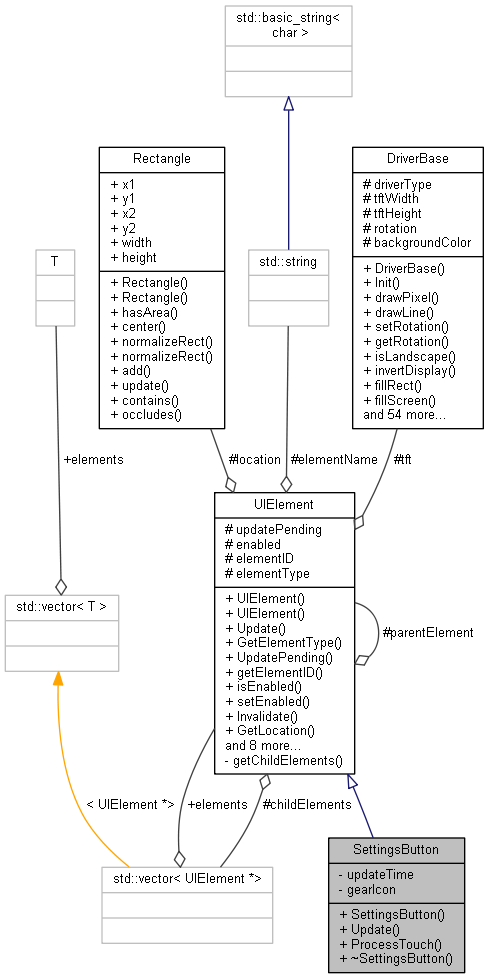 std::basic_string<
char >
Rectangle
+ x1
+ y1
+ x2
+ y2
+ width
+ height
+ Rectangle()
+ Rectangle()
+ hasArea()
+ center()
+ normalizeRect()
+ normalizeRect()
+ add()
+ update()
+ contains()
+ occludes()
DriverBase
# driverType
# tftWidth
# tftHeight
# rotation
# backgroundColor
+ DriverBase()
+ Init()
+ drawPixel()
+ drawLine()
+ setRotation()
+ getRotation()
+ isLandscape()
+ invertDisplay()
+ fillRect()
+ fillScreen()
and 54 more...
T
std::string
+elements
#location
#elementName
#tft
UIElement
# updatePending
# enabled
# elementID
# elementType
+ UIElement()
+ UIElement()
+ Update()
+ GetElementType()
+ UpdatePending()
+ getElementID()
+ isEnabled()
+ setEnabled()
+ Invalidate()
+ GetLocation()
and 8 more...
- getChildElements()
#parentElement
std::vector< T >
< UIElement *>
+elements
#childElements
std::vector< UIElement *>
SettingsButton
- updateTime
- gearIcon
+ SettingsButton()
+ Update()
+ ProcessTouch()
+ ~SettingsButton()